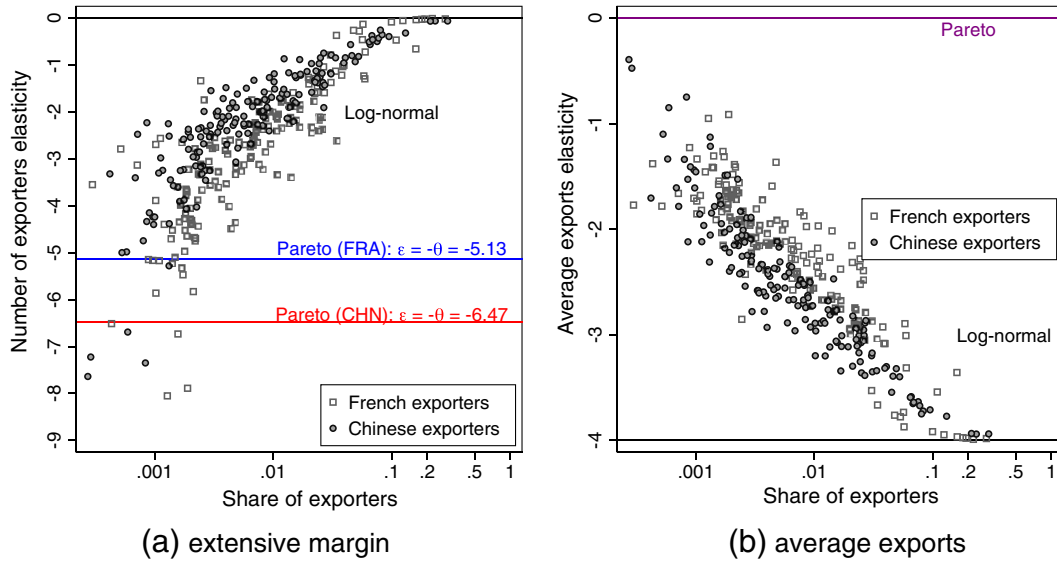 Number of exporters elasticity
0
-1
-2
-3
-4
-5
-6
-7
-8
-9
Log-normal
Pareto (FRA): ε = -θ = -5.13
Pareto (CHN): ε = -θ = -6.47
French exporters
Chinese exporters
.001 .01 .1 .2 .5 1
Share of exporters
(a) extensive margin
Average exports elasticity
0
-1
-2
-3
-4
Pareto
French exporters
Chinese exporters
Log-normal
.001 .01 .1 .2 .5 1
Share of exporters
(b) average exports